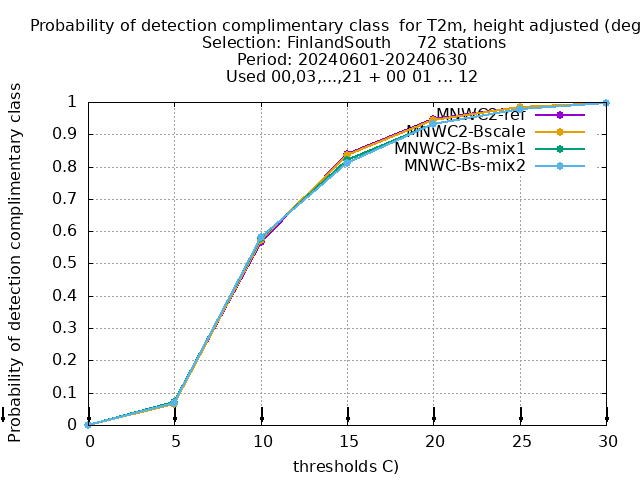 Probability of detection complimentary class  for T2m, height adjusted (deg
Selection: FinlandSouth     72 stations
Period: 20240601-20240630
Used 00,03,...,21 + 00 01 ... 12
Probability of detection complimentary class
1
0.9
0.8
0.7
0.6
0.5
0.4
0.3
0.2
0.1
0
MNWC2-ref
MNWC2-Bscale
MNWC2-Bs-mix1
MNWC-Bs-mix2
0 5 10 15 20 25 30
thresholds C)